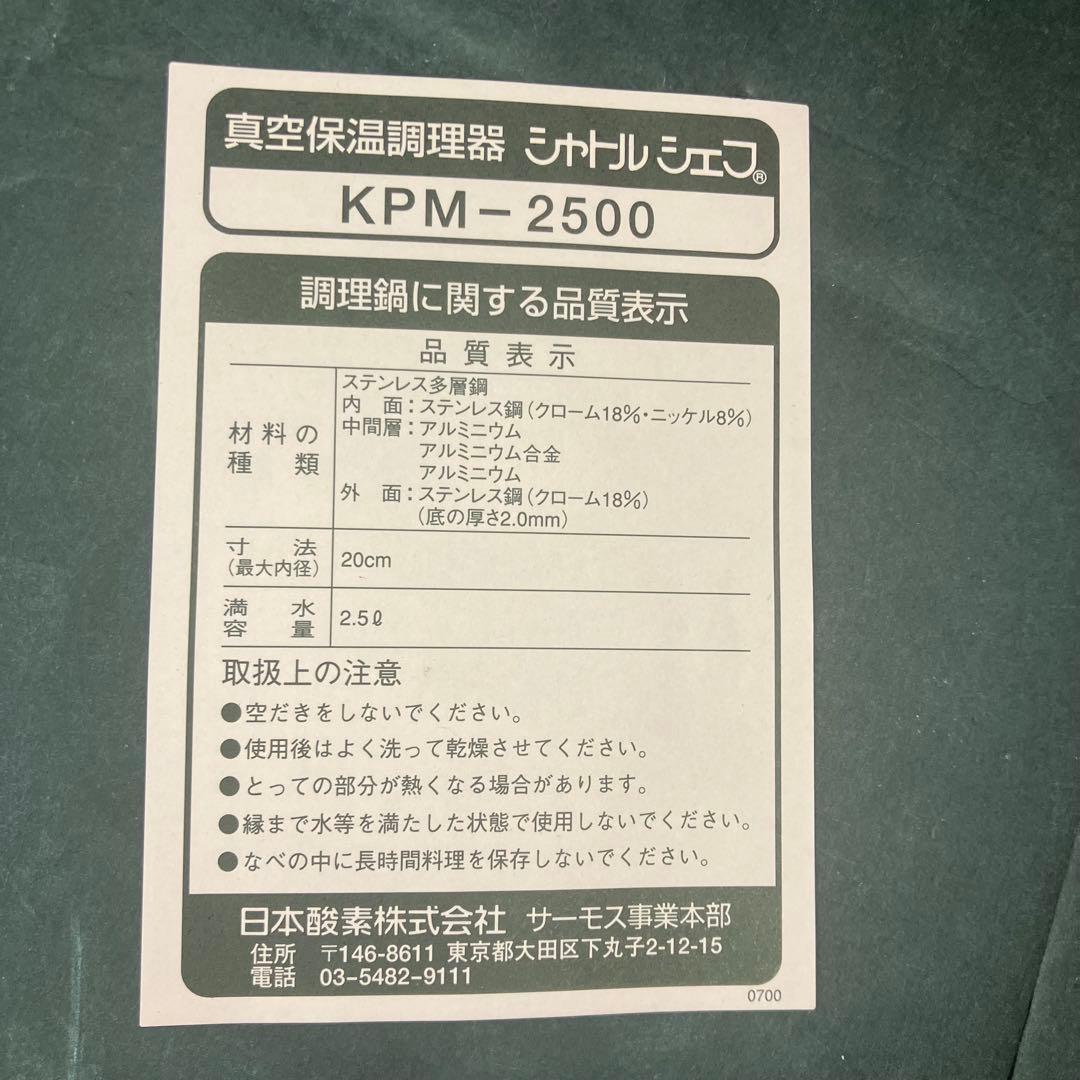 真空保温調理器 シャトルシェフ®
KPM-2500
調理鍋に関する品質表示
品質表示
材料の種類
ステンレス多層鋼
内面:ステンレス鋼(クローム18%・ニッケル8%)
中間層:アルミニウム
アルミニウム合金
アルミニウム
外面:ステンレス鋼(クローム18%)
(底の厚さ2.0mm)
寸法
(最大内径)
20cm
満水
容量
2.5ℓ
取扱上の注意
●空だきをしないでください。
●使用後はよく洗って乾燥させてください。
●とっての部分が熱くなる場合があります。
●縁まで水等を満たした状態で使用しないでください。
●なべの中に長時間料理を保存しないでください。
日本酸素株式会社 サーモス事業本部
住所 〒146-8611 東京都大田区下丸子2-12-15
電話 03-5482-9111
0700